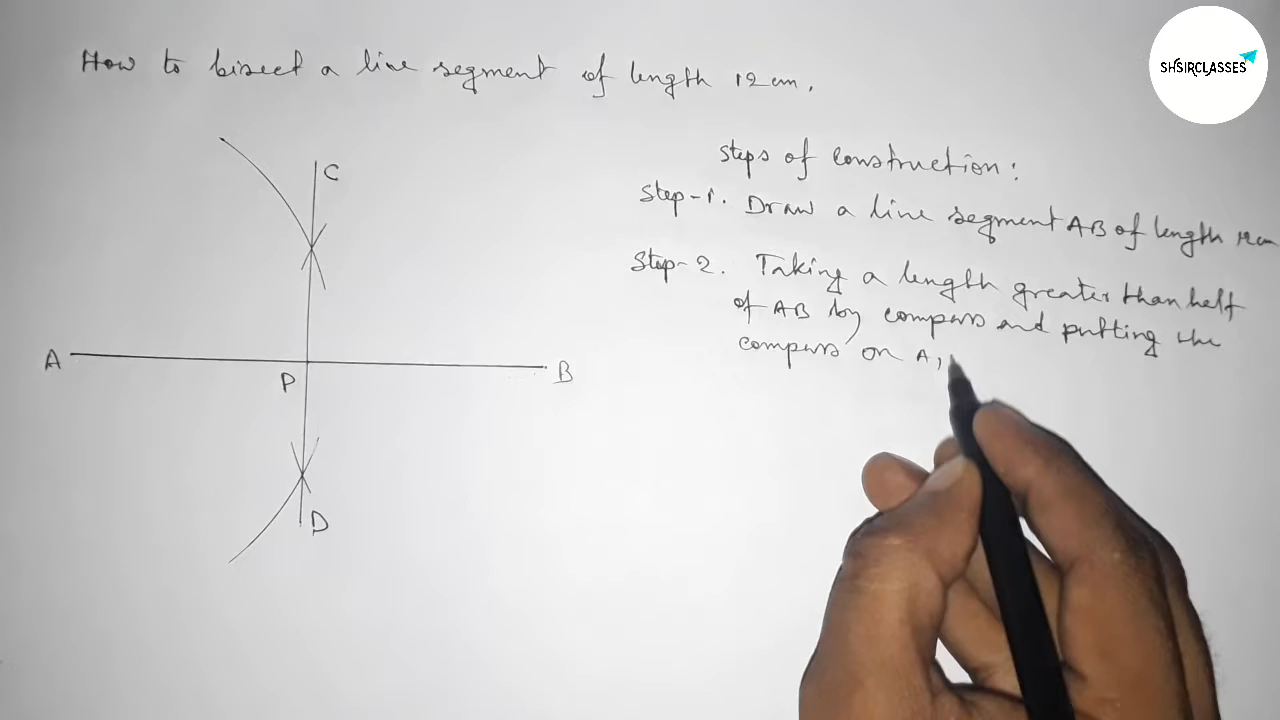 How to bisect a line segment of length 12 cm.
SHSIRCLASSES
C
steps of construction:
Step-1. Draw a line segment AB of length 12 cm
Step-2. Taking a length greater than half
of AB by compass and putting the
compass on A,
A
P
B
D